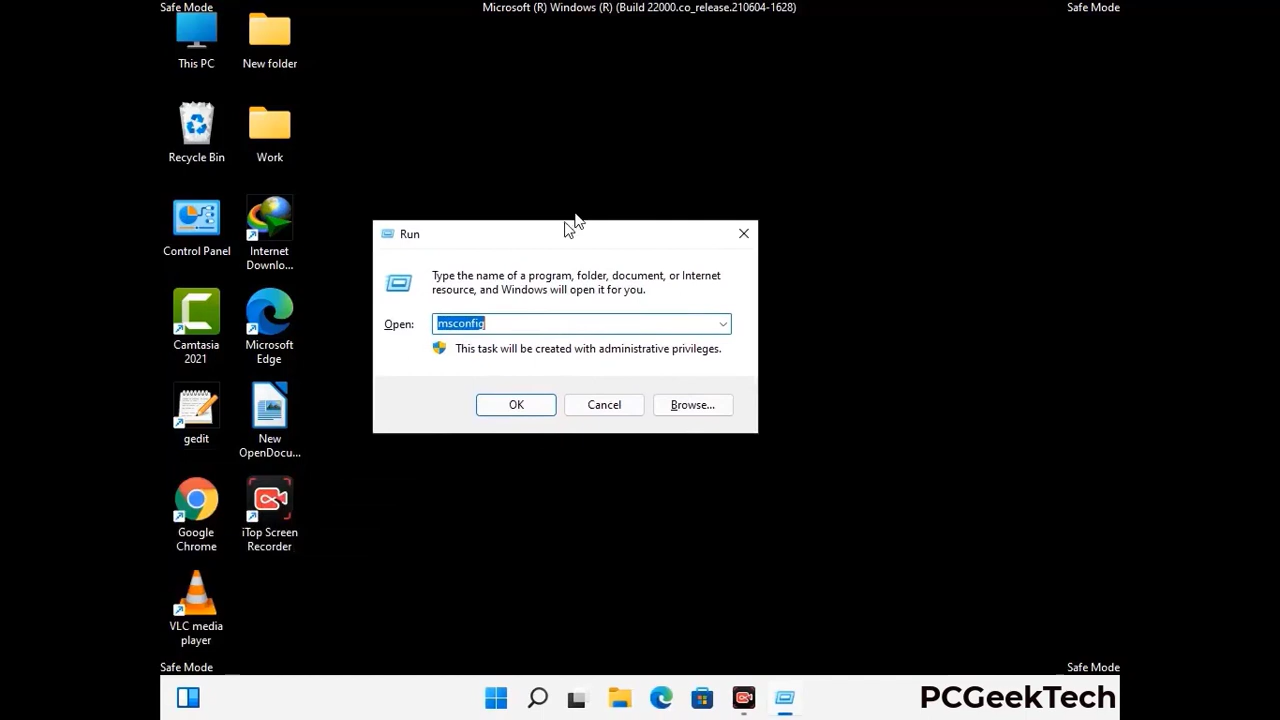 Safe Mode
Microsoft (R) Windows (R) (Build 22000.co_release.210604-1628)
Safe Mode
This PC
New folder
Recycle Bin
Work
Control Panel
Internet
Downlo...
Camtasia
2021
Microsoft
Edge
gedit
New
OpenDocu...
Google
Chrome
iTop Screen
Recorder
VLC media
player
Run
Type the name of a program, folder, document, or Internet
resource, and Windows will open it for you.
Open:
msconfig
This task will be created with administrative privileges.
OK
Cancel
Browse...
Safe Mode
Safe Mode
PCGeekTech